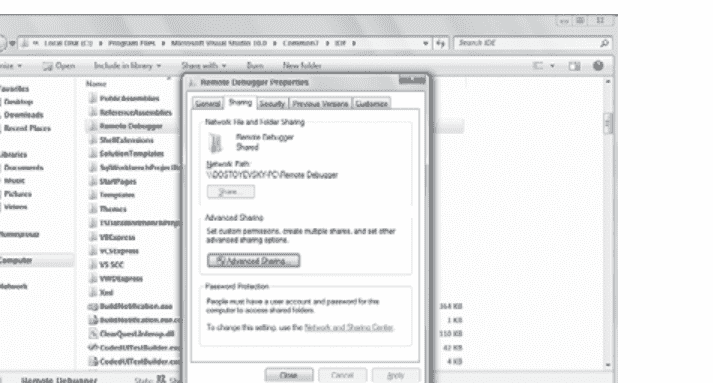 Local Disk (C:) ▸ Program Files ▸ Microsoft Visual Studio 10.0 ▸ Common7 ▸ IDE ▸
Search IDE
Open Include in library Share with Burn New folder
Name
Favorites
Desktop
Downloads
Recent Places
Libraries
Documents
Music
Pictures
Videos
Homegroup
Computer
Network
PublicAssemblies
ReferenceAssemblies
Remote Debugger
ShellExtensions
SolutionTemplates
StartPages
Templates
Themes
VBExpress
VCSExpress
VS SCC
VWDExpress
Xml
BuildNotification.exe
BuildNotification.exe.co
ClearQuest.Interop.dll
CodedUITestBuilder.exe
CodedUITestBuilder.exe
364 KB
1 KB
42 KB
4 KB
Remote Debugger Properties
General Sharing Security Previous Versions Customize
Network File and Folder Sharing
Remote Debugger
Shared
Network Path:
\\DOSTOYEVSKY-PC\Remote Debugger
Share...
Advanced Sharing
Set custom permissions, create multiple shares, and set other
advanced sharing options.
Advanced Sharing...
Password Protection
People must have a user account and password for this
computer to access shared folders.
To change this setting, use the Network and Sharing Center.
Close Cancel Apply
Remote Debugger State: